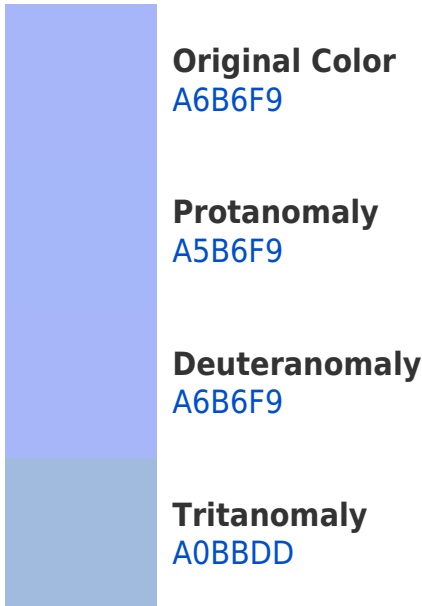 Original Color
A6B6F9
Protanomaly
A5B6F9
Deuteranomaly
A6B6F9
Tritanomaly
A0BBDD